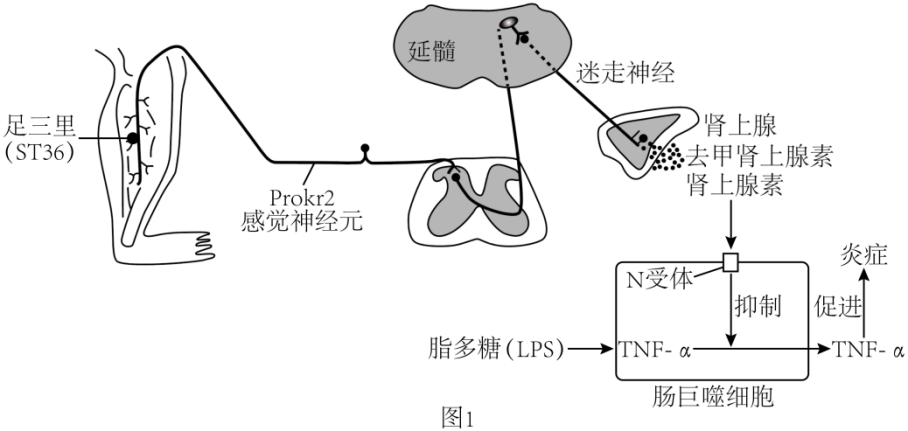 延髓
迷走神经
足三里
(ST36)
肾上腺
去甲肾上腺素
肾上腺素
Prokr2
感觉神经元
N受体
抑制
促进
炎症
脂多糖(LPS)
TNF- α
TNF- α
肠巨噬细胞
图1